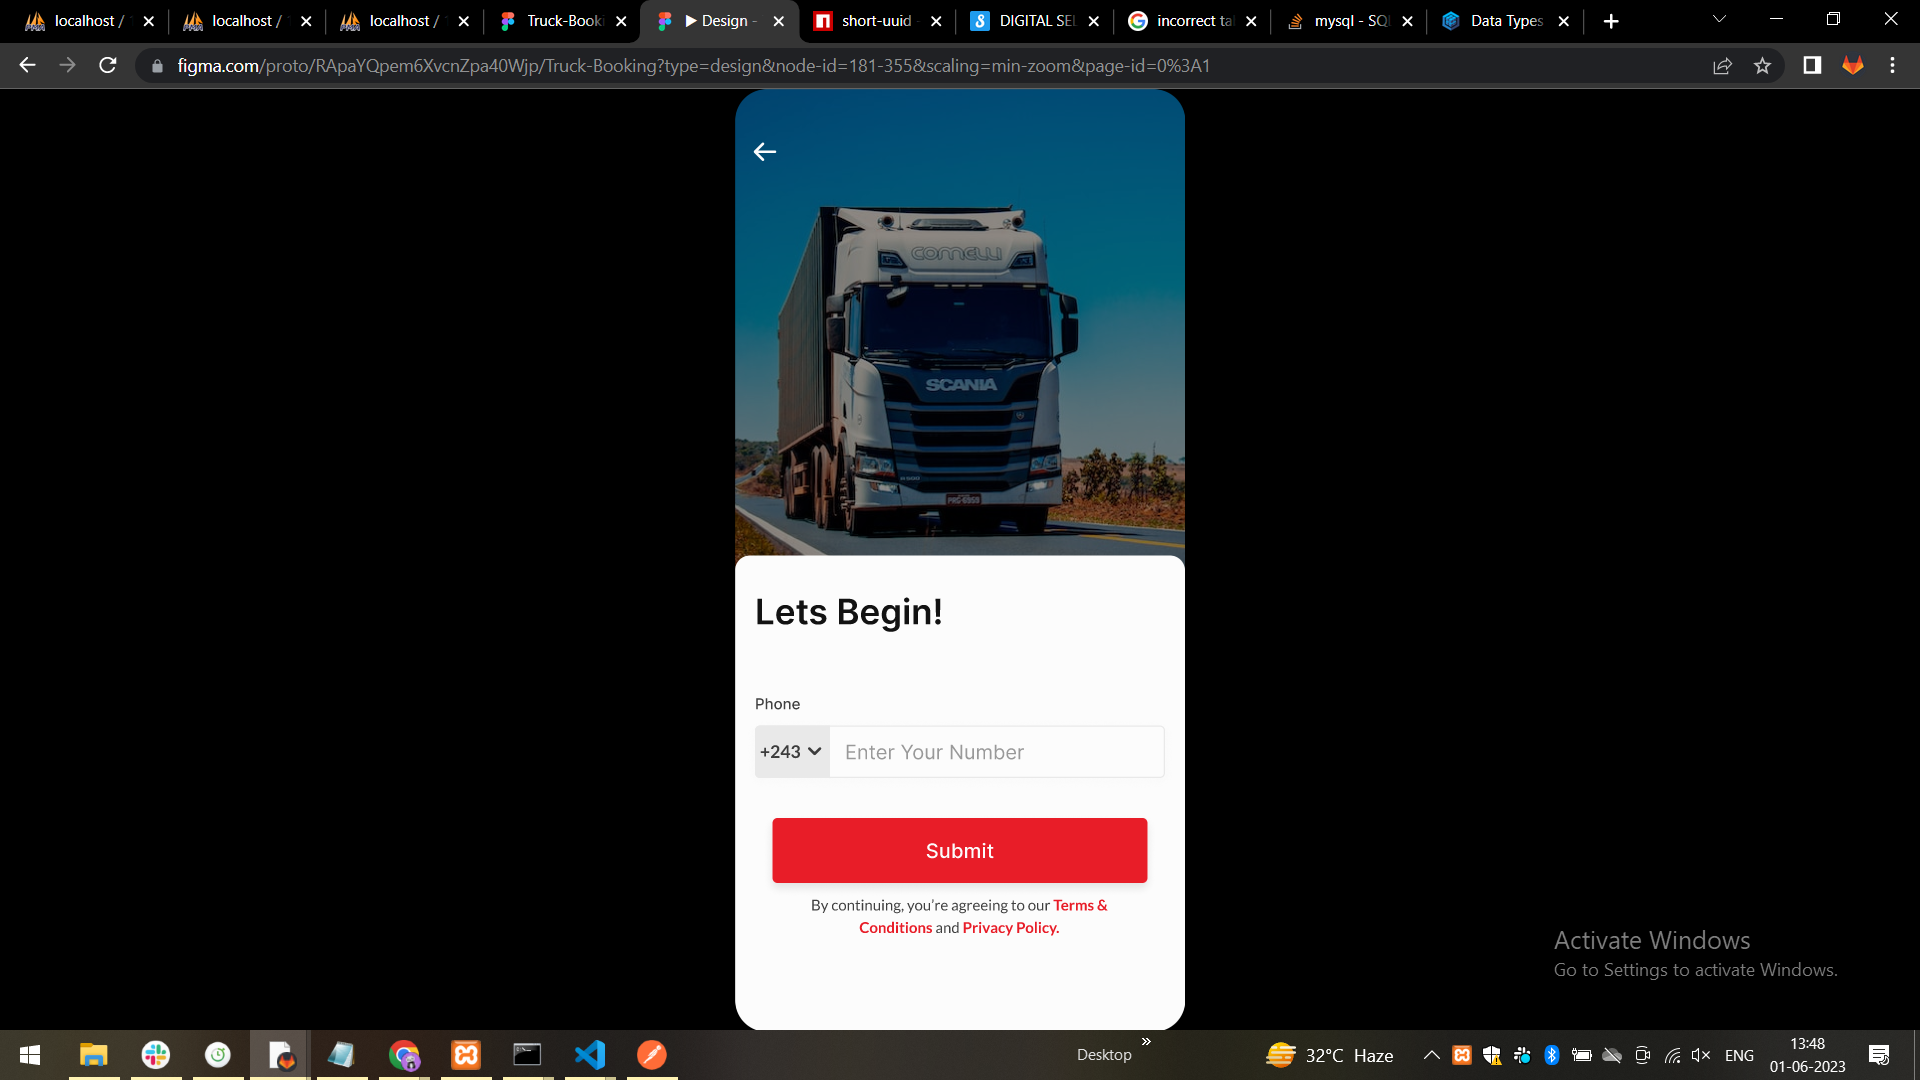 localhost /
localhost /
localhost /
Truck-Book
Design -
short-uuid -
DIGITAL SE
incorrect ta
mysql - SQ
Data Types
figma.com/proto/RApaYQpem6XvcnZpa40Wjp/Truck-Booking?type=design&node-id=181-355&scaling=min-zoom&page-id=0%3A1
COMELLI
SCANIA
R500
Lets Begin!
Phone
+243
Enter Your Number
Submit
By continuing, you’re agreeing to our Terms &
Conditions and Privacy Policy.
Activate Windows
Go to Settings to activate Windows.
Desktop
32°C Haze
ENG
13:48
01-06-2023